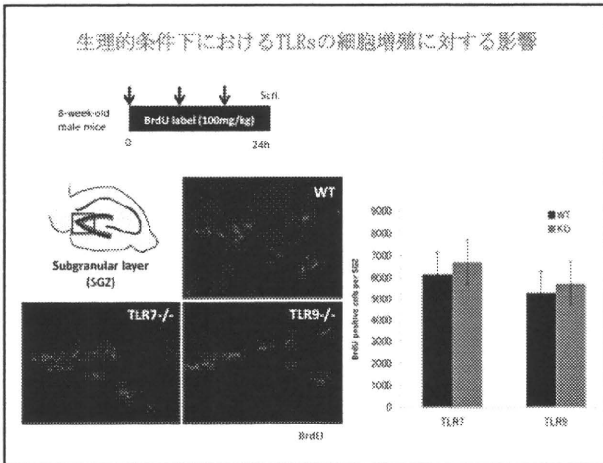 生理的条件下におけるTLRsの細胞増殖に対する影響
8-week-old
male mice
BrdU label (100mg/kg)
0
24h
WT
Subgranular layer
(SGZ)
TLR7-/-
TLR9-/-
BrdU
BrdU positive cells per SGZ
9000
8000
7000
6000
5000
4000
3000
2000
1000
0
WT
KO
TLR7
TLR9